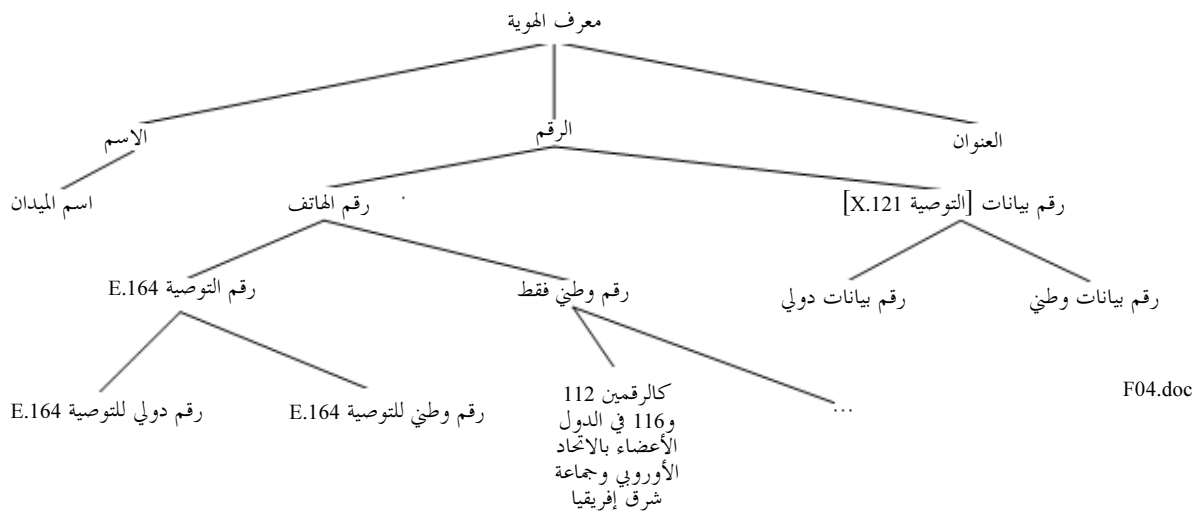 معرف الهوية
العنوان
الرقم
الاسم
رقم بيانات [التوصية X.121]
رقم الهاتف
اسم الميدان
رقم بيانات وطني
رقم بيانات دولي
رقم وطني فقط
رقم التوصية E.164
F04.doc
...
كالرقمين 112
و116 في الدول
الأعضاء بالاتحاد
الأوروبي وجماعة
شرق إفريقيا
رقم وطني للتوصية E.164
رقم دولي للتوصية E.164